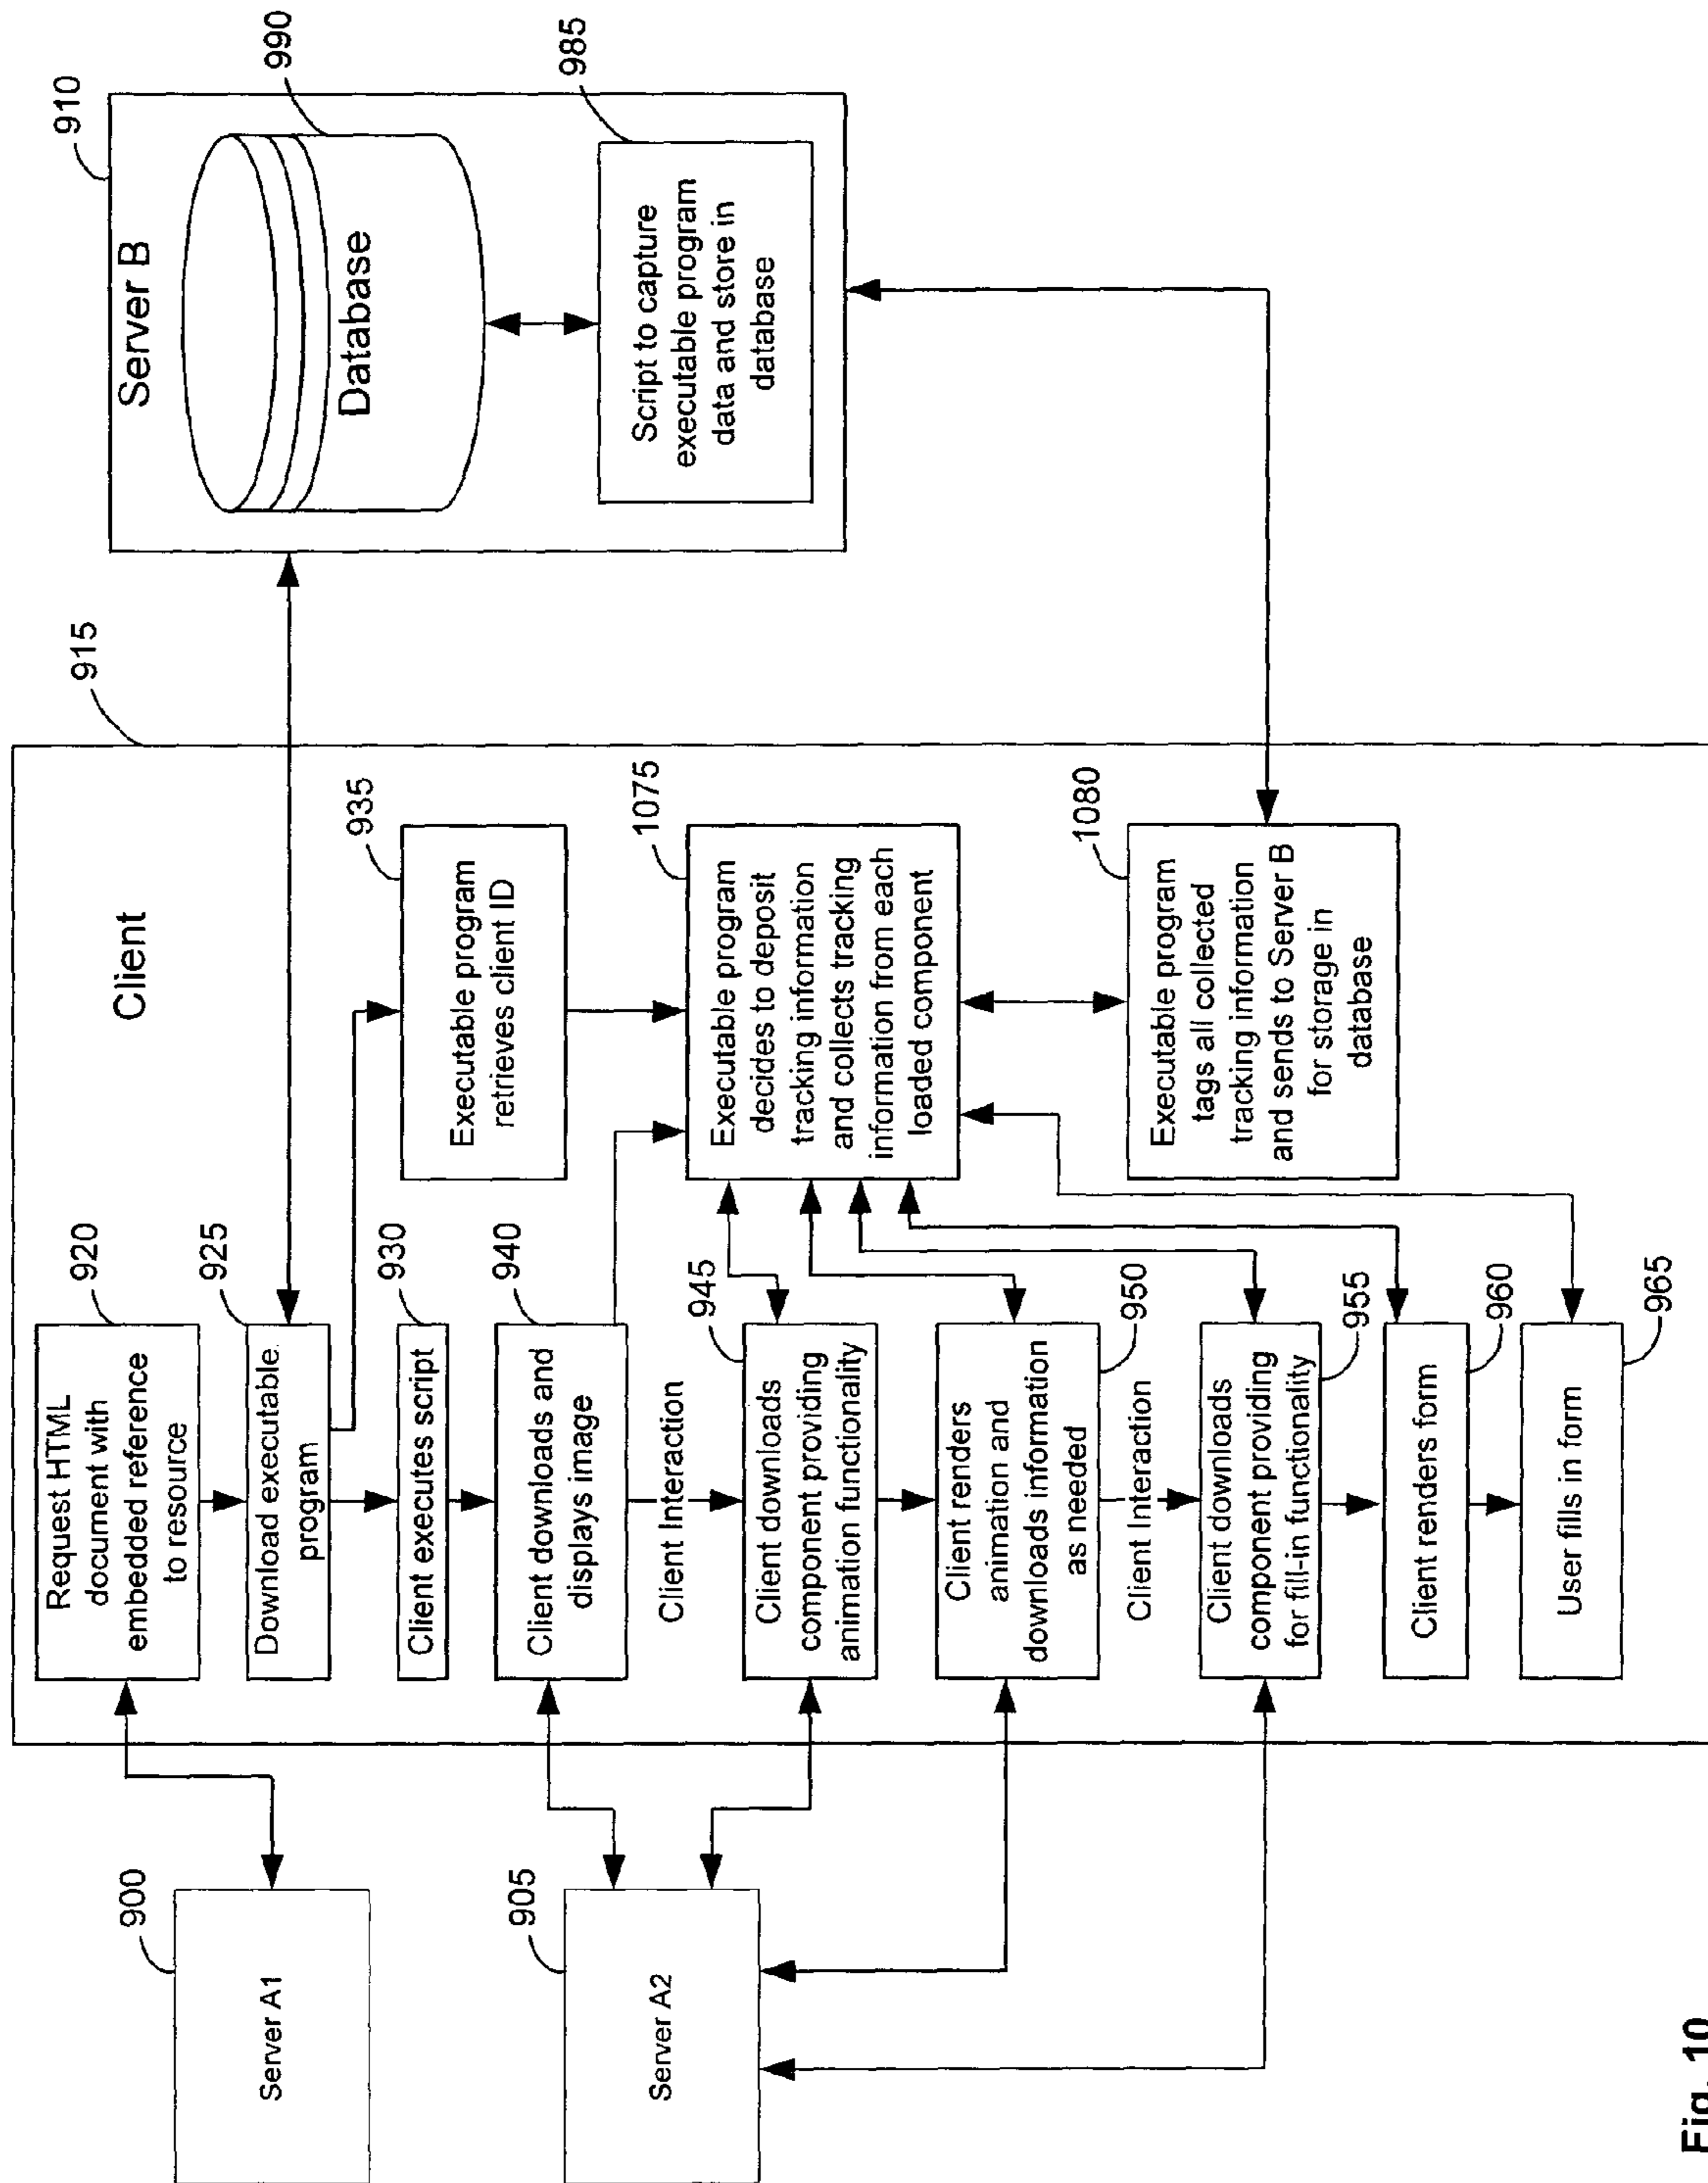 Server A1
900
Server A2
905
Client
915
Request HTML
document with
embedded reference
to resource
920
Download executable
program
925
Client executes script
930
Executable program
retrieves client ID
935
Client downloads and
displays image
940
Client Interaction
Client downloads
component providing
animation functionality
945
Client renders
animation and
downloads information
as needed
950
Client Interaction
Client downloads
component providing
for fill-in functionality
955
Client renders form
960
User fills in form
965
Executable program
decides to deposit
tracking information
and collects tracking
information from each
loaded component
1075
Executable program
tags all collected
tracking information
and sends to Server B
for storage in
database
1080
Server B
910
Database
990
Script to capture
executable program
data and store in
database
985
Fig. 10